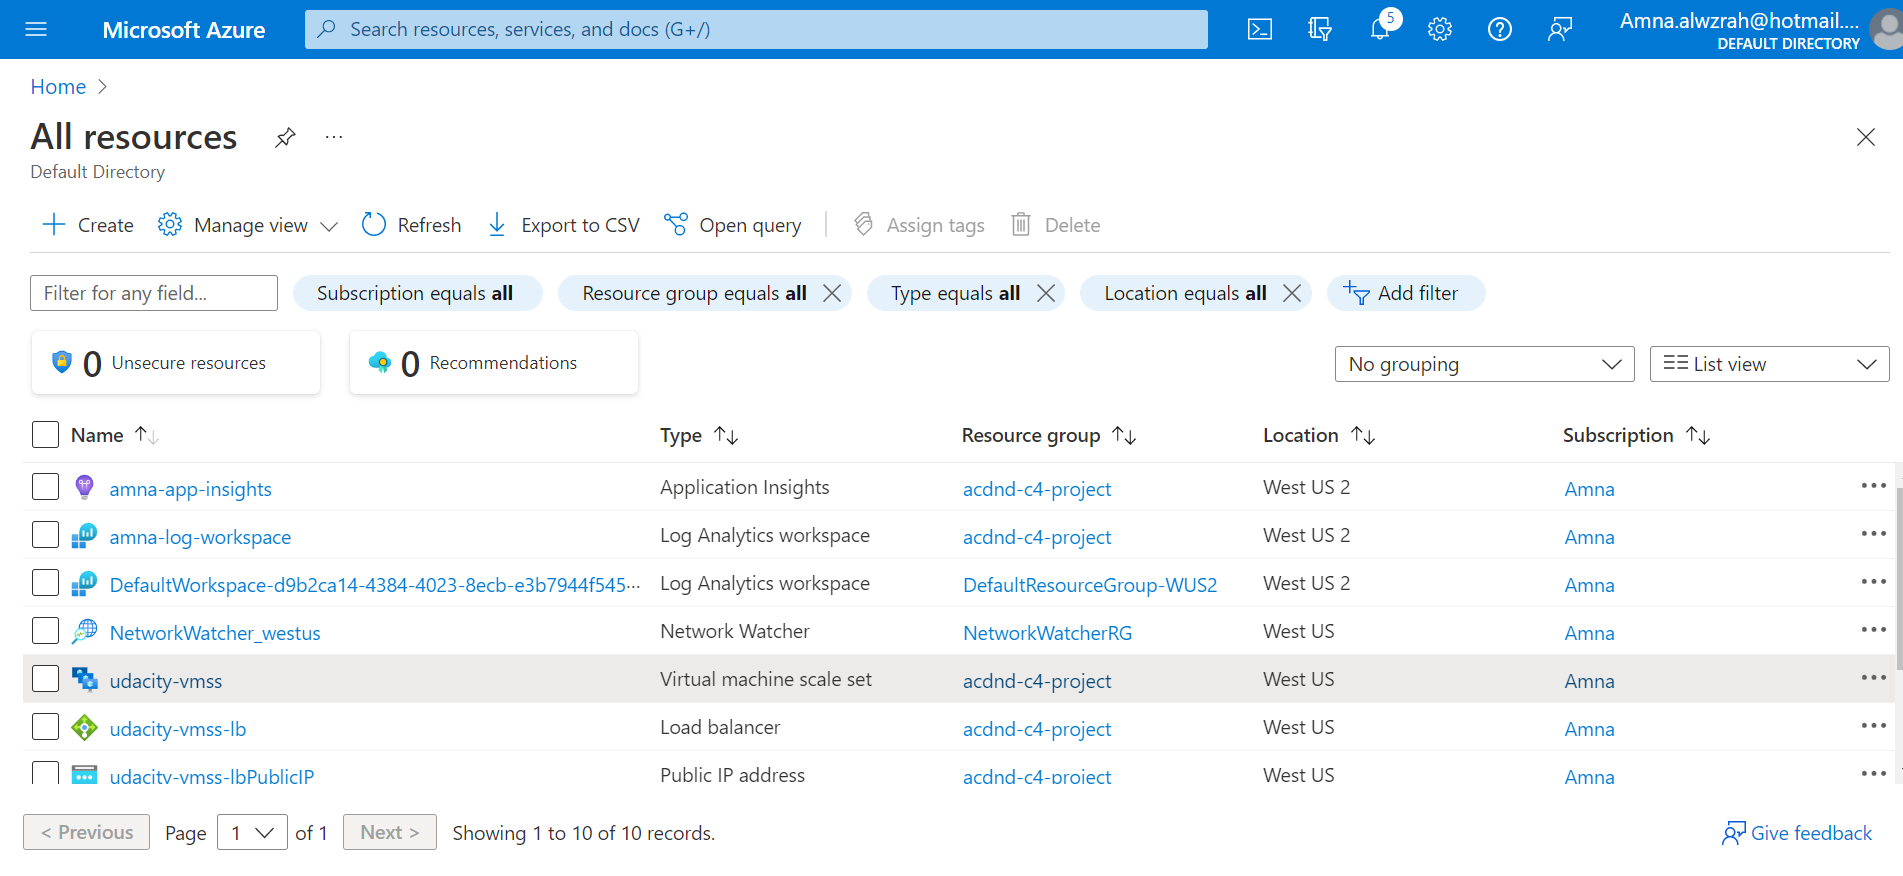 Microsoft Azure
Search resources, services, and docs (G+/)
5
Amna.alwzrah@hotmail....
DEFAULT DIRECTORY
Home
All resources
Default Directory
Create Manage view Refresh Export to CSV Open query Assign tags Delete
Filter for any field... Subscription equals all Resource group equals all Type equals all Location equals all Add filter
0 Unsecure resources 0 Recommendations No grouping List view
Name Type Resource group Location Subscription
amna-app-insights Application Insights acdnd-c4-project West US 2 Amna
amna-log-workspace Log Analytics workspace acdnd-c4-project West US 2 Amna
DefaultWorkspace-d9b2ca14-4384-4023-8ecb-e3b7944f545... Log Analytics workspace DefaultResourceGroup-WUS2 West US 2 Amna
NetworkWatcher_westus Network Watcher NetworkWatcherRG West US Amna
udacity-vmss Virtual machine scale set acdnd-c4-project West US Amna
udacity-vmss-lb Load balancer acdnd-c4-project West US Amna
udacity-vmss-lbPublicIP Public IP address acdnd-c4-project West US Amna
< Previous Page 1 of 1 Next > Showing 1 to 10 of 10 records. Give feedback